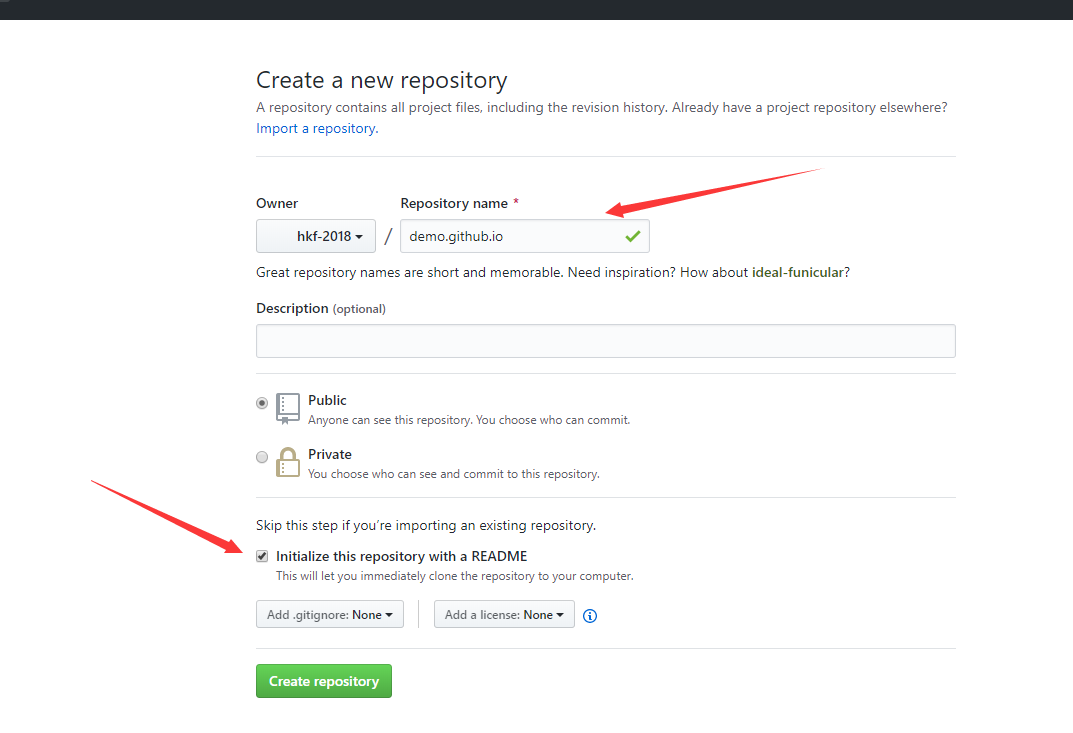 Create a new repository
A repository contains all project files, including the revision history. Already have a project repository elsewhere?
Import a repository.
Owner
Repository name *
hkf-2018 / demo.github.io
Great repository names are short and memorable. Need inspiration? How about ideal-funicular?
Description (optional)
Public
Anyone can see this repository. You choose who can commit.
Private
You choose who can see and commit to this repository.
Skip this step if you’re importing an existing repository.
Initialize this repository with a README
This will let you immediately clone the repository to your computer.
Add .gitignore: None
Add a license: None
Create repository